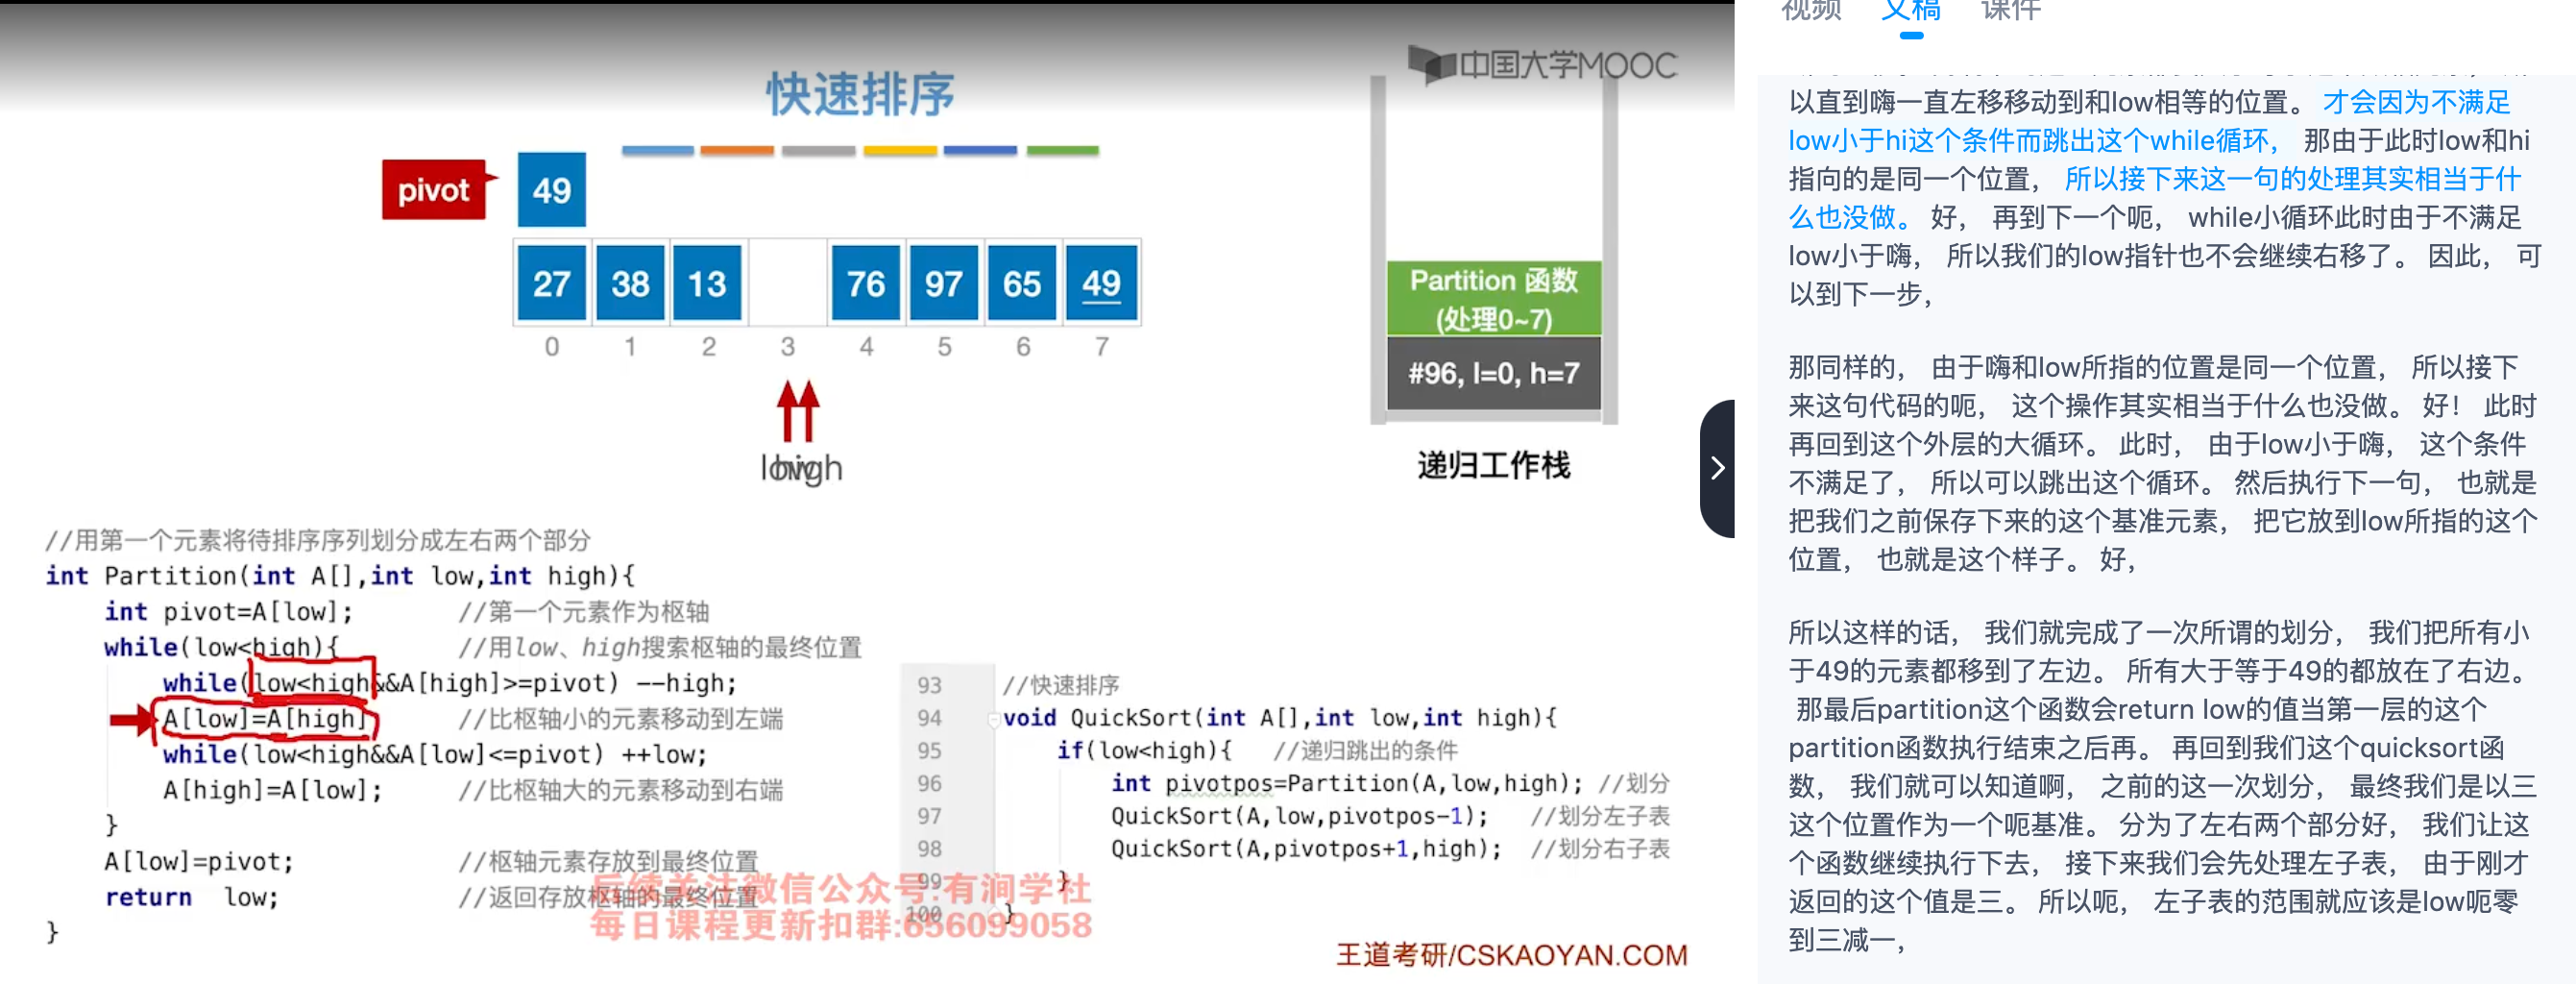 中国大学MOOC
快速排序
pivot
49
27 38 13 76 97 65 49
0 1 2 3 4 5 6 7
low
high
Partition 函数
(处理0~7)
#96, l=0, h=7
递归工作栈
//用第一个元素将待排序序列划分成左右两个部分
int Partition(int A[],int low,int high){
int pivot=A[low]; //第一个元素作为枢轴
while(low<high){ //用low、high搜索枢轴的最终位置
while(low<high&&A[high]>=pivot) --high;
A[low]=A[high] //比枢轴小的元素移动到左端
while(low<high&&A[low]<=pivot) ++low;
A[high]=A[low]; //比枢轴大的元素移动到右端
}
A[low]=pivot; //枢轴元素存放到最终位置
return low; //返回存放枢轴的最终位置
}
93 //快速排序
94 void QuickSort(int A[],int low,int high){
95 if(low<high){ //递归跳出的条件
96 int pivotpos=Partition(A,low,high); //划分
97 QuickSort(A,low,pivotpos-1); //划分左子表
98 QuickSort(A,pivotpos+1,high); //划分右子表
99 }
100 }
后续关注微信公众号:有涧学社
每日课程更新扣群:656099058
王道考研/CSKAOYAN.COM
视频 文稿 课件
以直到嗨一直左移移动到和low相等的位置。 才会因为不满足
low小于hi这个条件而跳出这个while循环， 那由于此时low和hi
指向的是同一个位置， 所以接下来这一句的处理其实相当于什
么也没做。 好， 再到下一个呃， while小循环此时由于不满足
low小于嗨， 所以我们的low指针也不会继续右移了。 因此， 可
以到下一步，
那同样的， 由于嗨和low所指的位置是同一个位置， 所以接下
来这句代码的呃， 这个操作其实相当于什么也没做。 好！ 此时
再回到这个外层的大循环。 此时， 由于low小于嗨， 这个条件
不满足了， 所以可以跳出这个循环。 然后执行下一句， 也就是
把我们之前保存下来的这个基准元素， 把它放到low所指的这个
位置， 也就是这个样子。 好，
所以这样的话， 我们就完成了一次所谓的划分， 我们把所有小
于49的元素都移到了左边。 所有大于等于49的都放在了右边。
那最后partition这个函数会return low的值当第一层的这个
partition函数执行结束之后再。 再回到我们这个quicksort函
数， 我们就可以知道啊， 之前的这一次划分， 最终我们是以三
这个位置作为一个呃基准。 分为了左右两个部分好， 我们让这
个函数继续执行下去， 接下来我们会先处理左子表， 由于刚才
返回的这个值是三。 所以呃， 左子表的范围就应该是low呃零
到三减一，